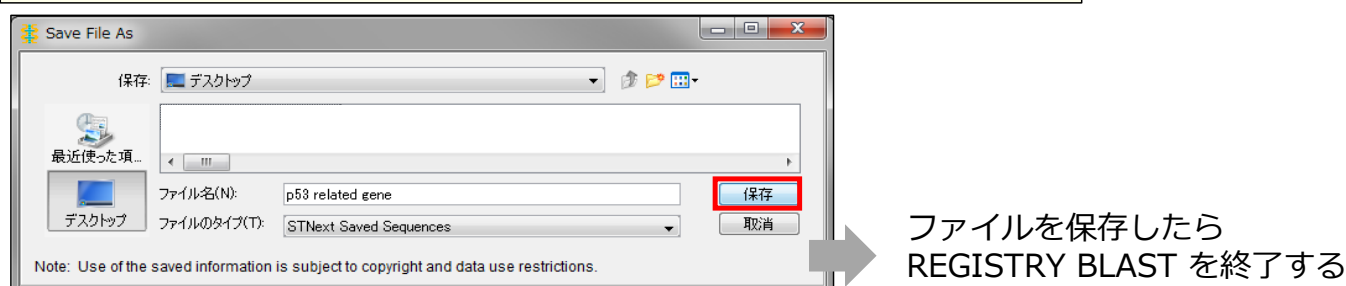 Save File As
保存: デスクトップ
最近使った項...
デスクトップ
ファイル名(N): p53 related gene 保存
ファイルのタイプ(T): STNext Saved Sequences 取消
Note: Use of the saved information is subject to copyright and data use restrictions.
ファイルを保存したら
REGISTRY BLAST を終了する